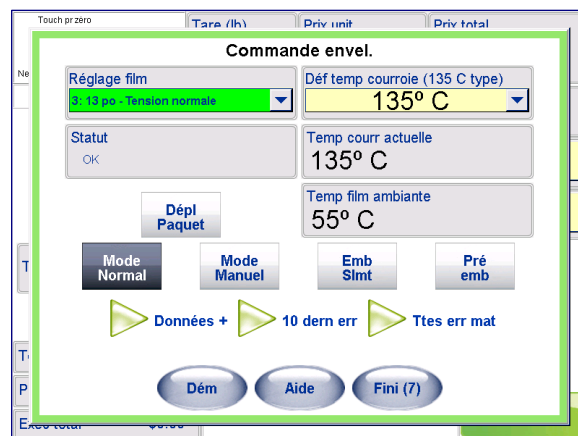 Touch pr zéro
Tare (lb)
Prix unit
Prix total
Ne
Commande envel.
Réglage film
3: 13 po - Tension normale
Déf temp courroie (135 C type)
135º C
Statut
OK
Temp courr actuelle
135º C
Temp film ambiante
55º C
Dépl
Paquet
T
Mode
Normal
Mode
Manuel
Emb
Slmt
Pré
emb
Données +
10 dern err
Ttes err mat
P
Dém
Aide
Fini (7)